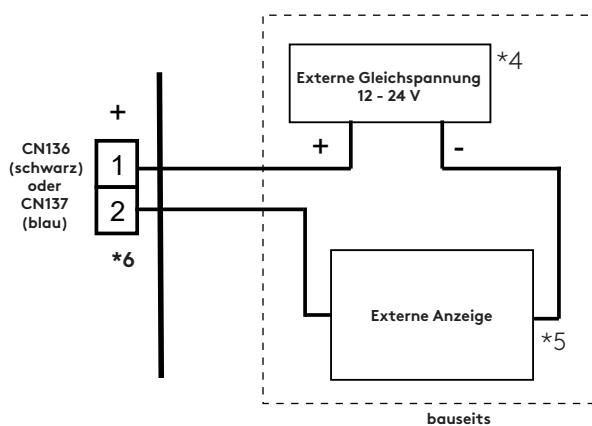 Externe Gleichspannung
12 - 24 V
*4
+
+
-
CN136
(schwarz)
oder
CN137
(blau)
1
2
*6
Externe Anzeige
*5
bauseits